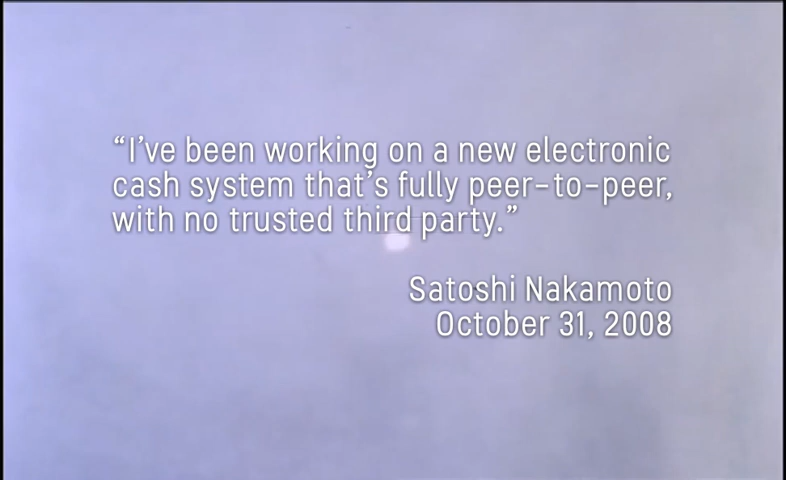 “I’ve been working on a new electronic
cash system that’s fully peer-to-peer,
with no trusted third party.”
Satoshi Nakamoto
October 31, 2008